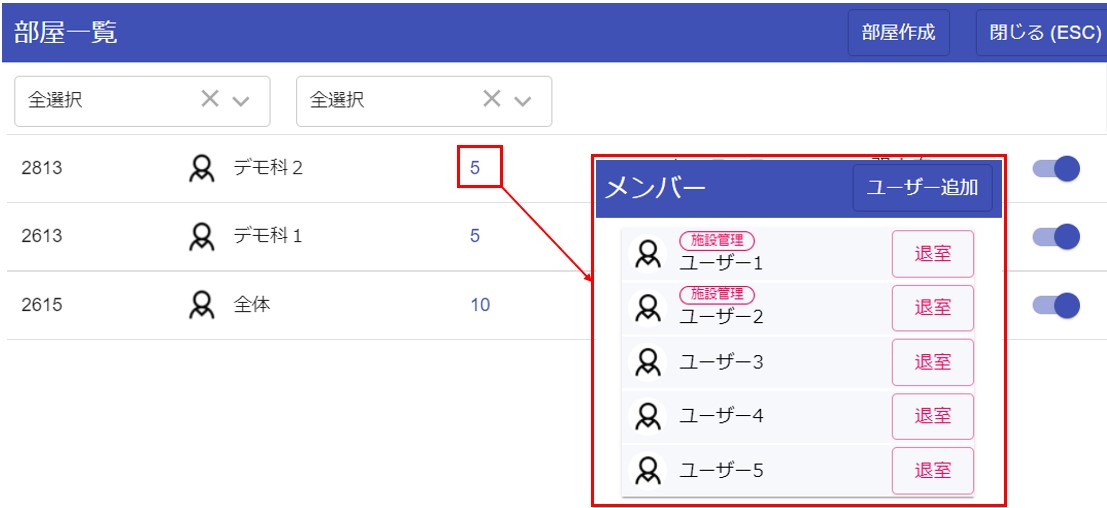 部屋一覧 部屋作成 閉じる (ESC)
全選択 全選択
2813 デモ科２ 5
2613 デモ科１ 5
2615 全体 10
メンバー ユーザー追加
施設管理
ユーザー1 退室
施設管理
ユーザー2 退室
ユーザー3 退室
ユーザー4 退室
ユーザー5 退室